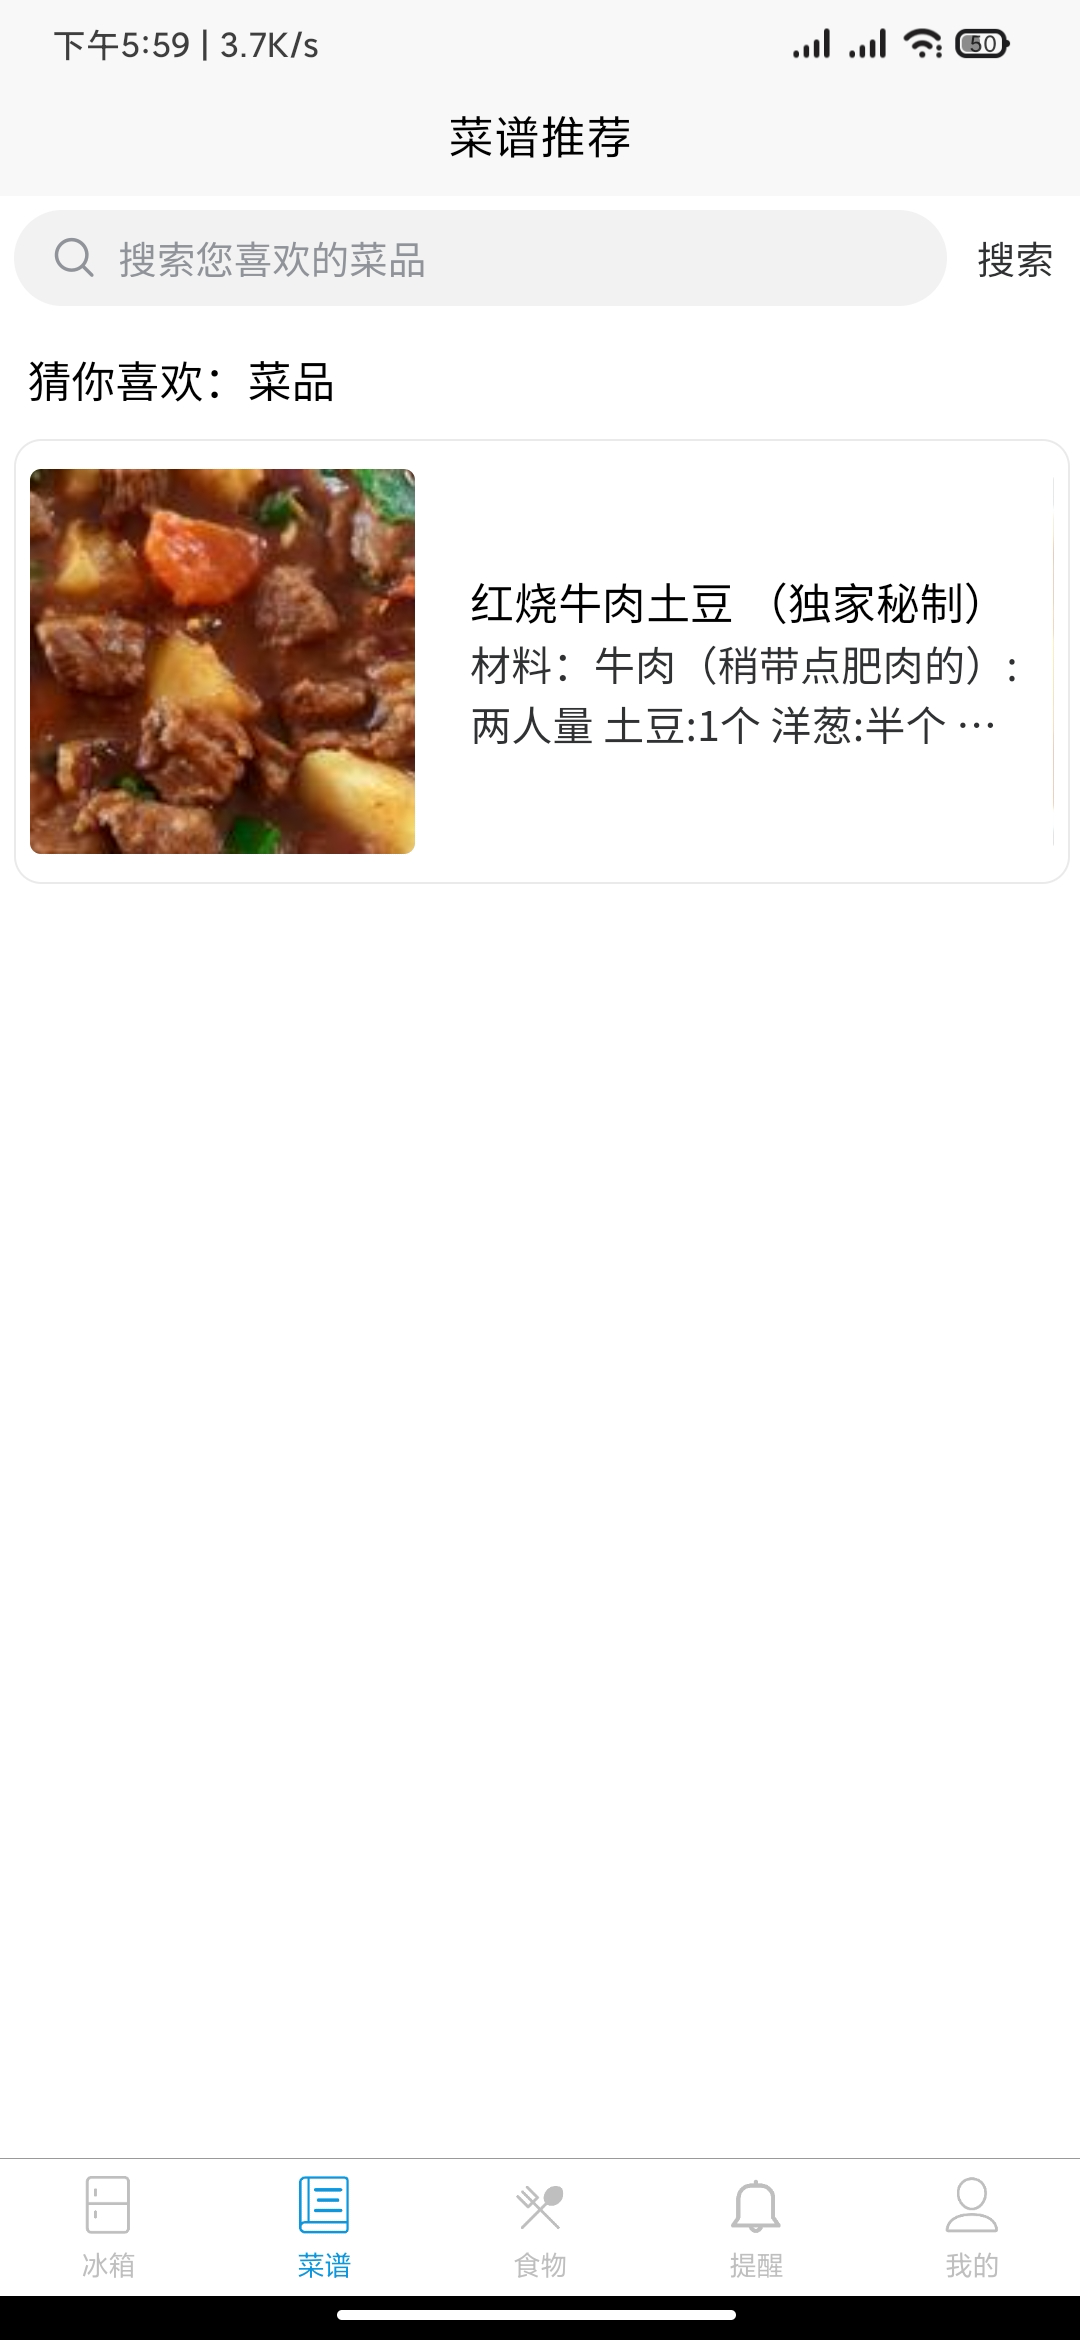 下午5:59 | 3.7K/s
50
菜谱推荐
搜索您喜欢的菜品
搜索
猜你喜欢：菜品
红烧牛肉土豆 （独家秘制）
材料：牛肉（稍带点肥肉的）:
两人量 土豆:1个 洋葱:半个 …
冰箱
菜谱
食物
提醒
我的